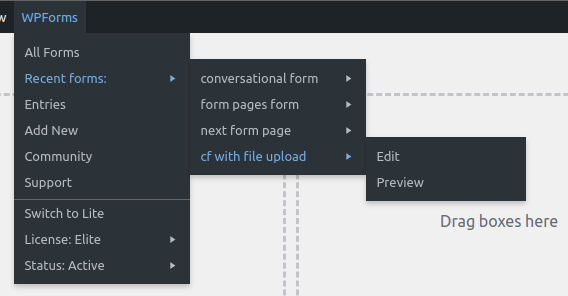 w WPForms
All Forms
Recent forms:
Entries
Add New
Community
Support
Switch to Lite
License: Elite
Status: Active
conversational form
form pages form
next form page
cf with file upload
Edit
Preview
Drag boxes here